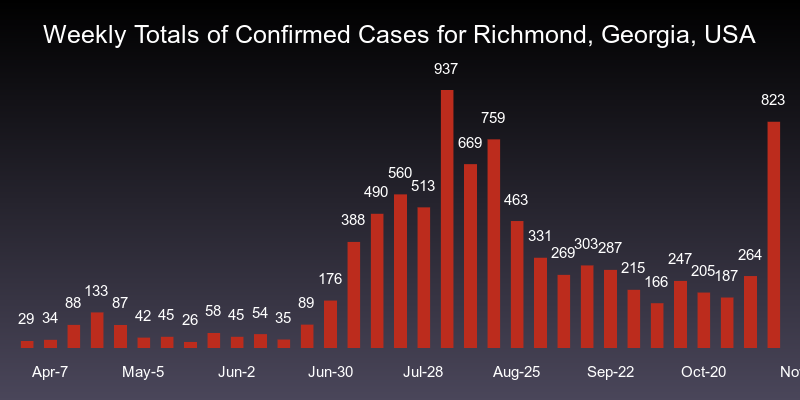 Weekly Totals of Confirmed Cases for Richmond, Georgia, USA
29 34 88 133 87 42 45 26 58 45 54 35 89 176 388 490 560 513 937 669 759 463 331 269 303 287 215 166 247 205 187 264 823
Apr-7 May-5 Jun-2 Jun-30 Jul-28 Aug-25 Sep-22 Oct-20 No